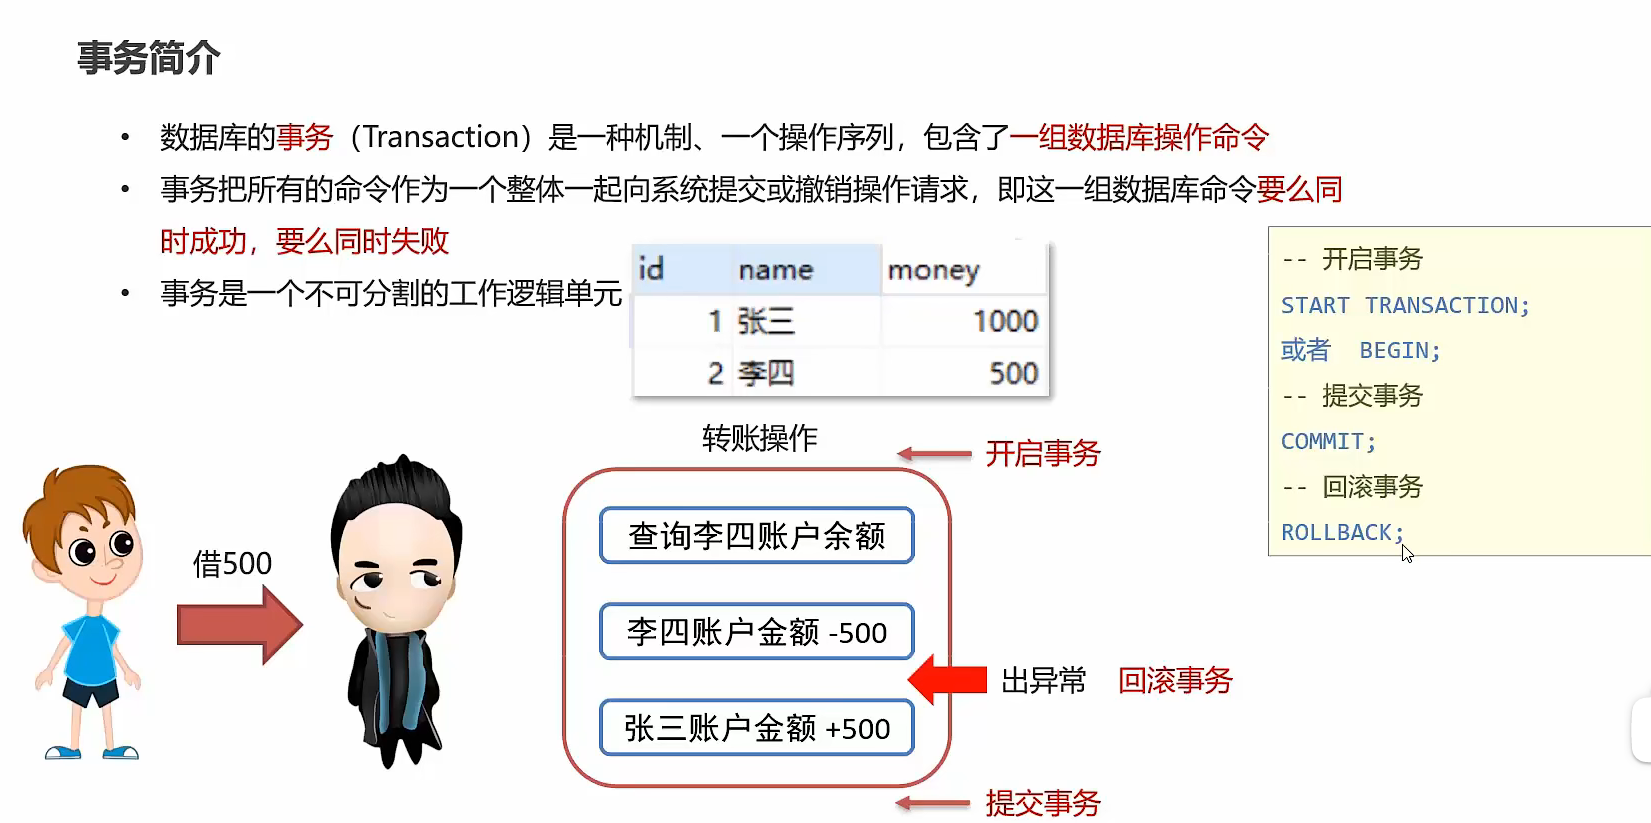 事务简介
• 数据库的事务（Transaction）是一种机制、一个操作序列，包含了一组数据库操作命令
• 事务把所有的命令作为一个整体一起向系统提交或撤销操作请求，即这一组数据库命令要么同
时成功，要么同时失败
• 事务是一个不可分割的工作逻辑单元
id name money
1 张三 1000
2 李四 500
-- 开启事务
START TRANSACTION;
或者 BEGIN;
-- 提交事务
COMMIT;
-- 回滚事务
ROLLBACK;
转账操作
开启事务
借500
查询李四账户余额
李四账户金额 -500
出异常 回滚事务
张三账户金额 +500
提交事务